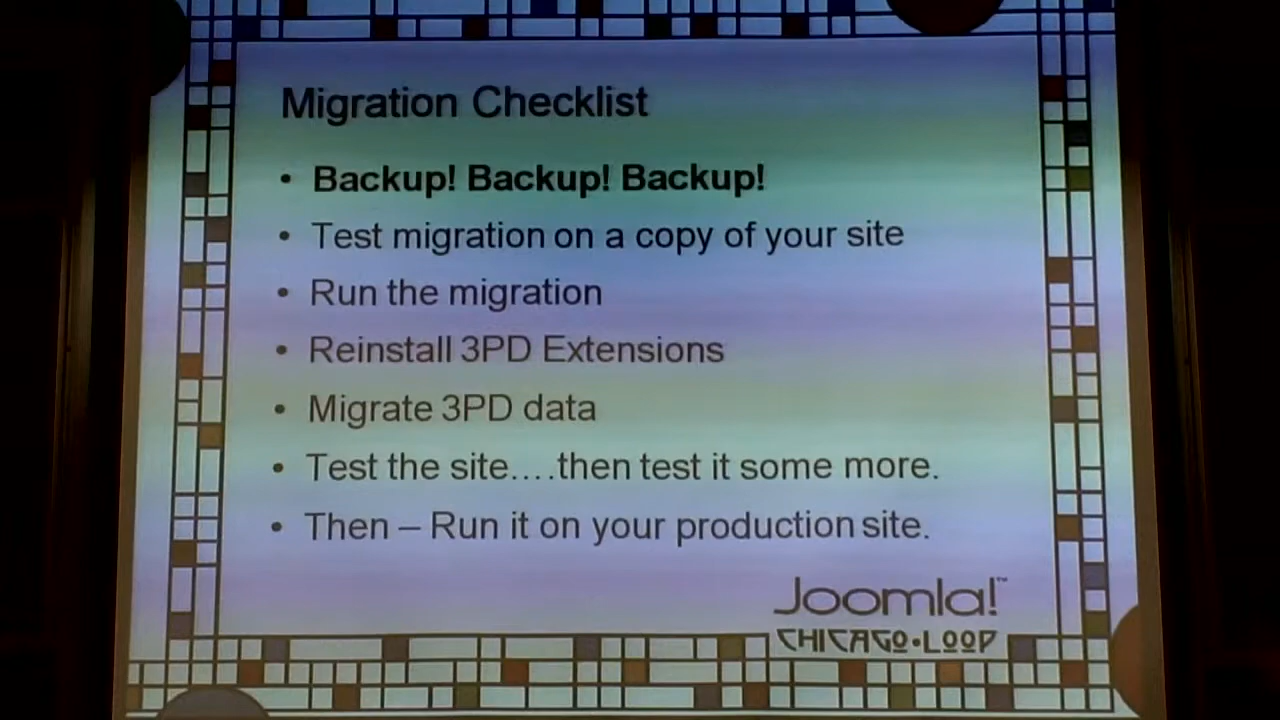 Migration Checklist
• Backup! Backup! Backup!
• Test migration on a copy of your site
• Run the migration
• Reinstall 3PD Extensions
• Migrate 3PD data
• Test the site....then test it some more.
• Then – Run it on your production site.
Joomla!™
CHICAGO•LOOP